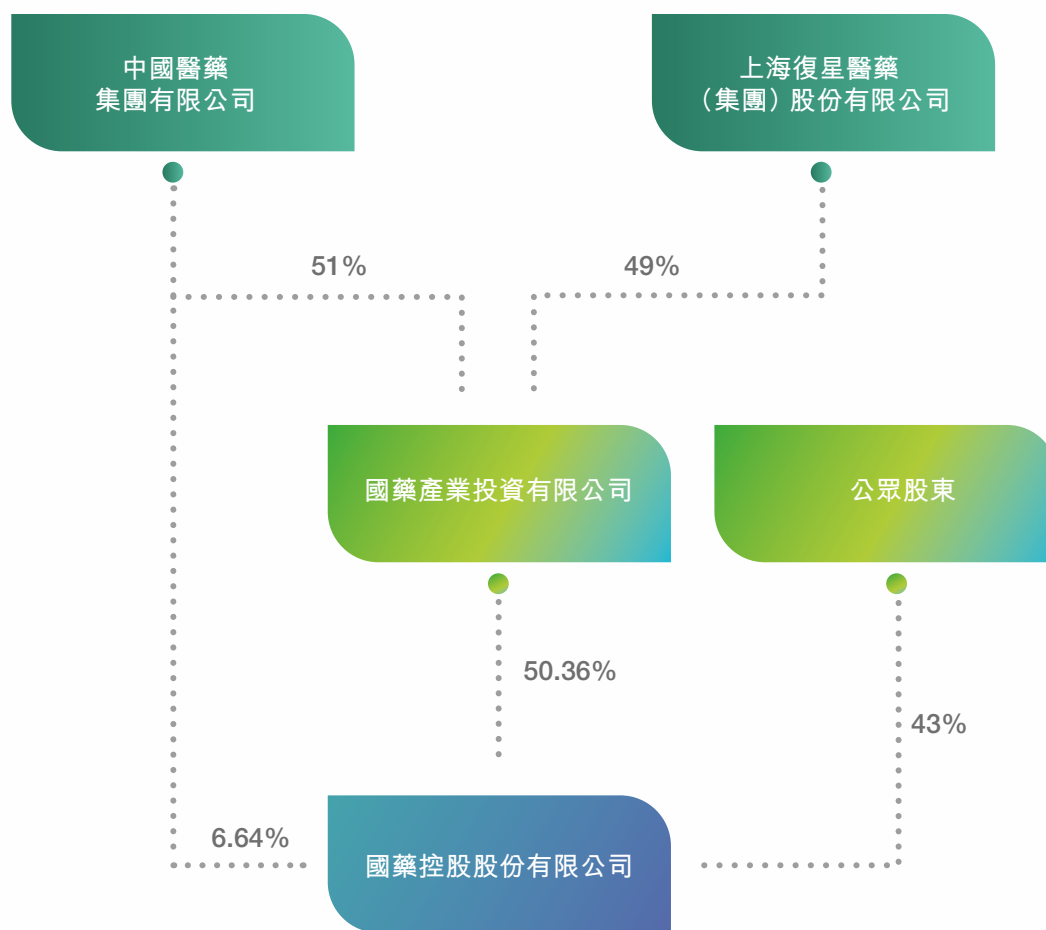 中國醫藥
集團有限公司
上海復星醫藥
（集團）股份有限公司
51%
49%
國藥產業投資有限公司
公眾股東
50.36%
43%
6.64%
國藥控股股份有限公司